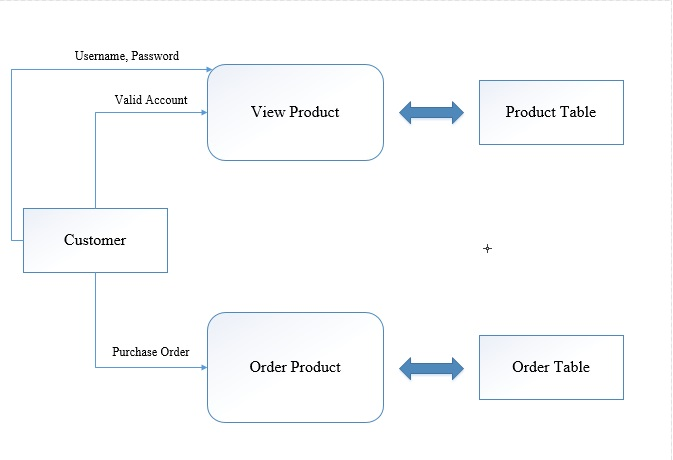 Username, Password
Valid Account
View Product
Product Table
Customer
Purchase Order
Order Product
Order Table